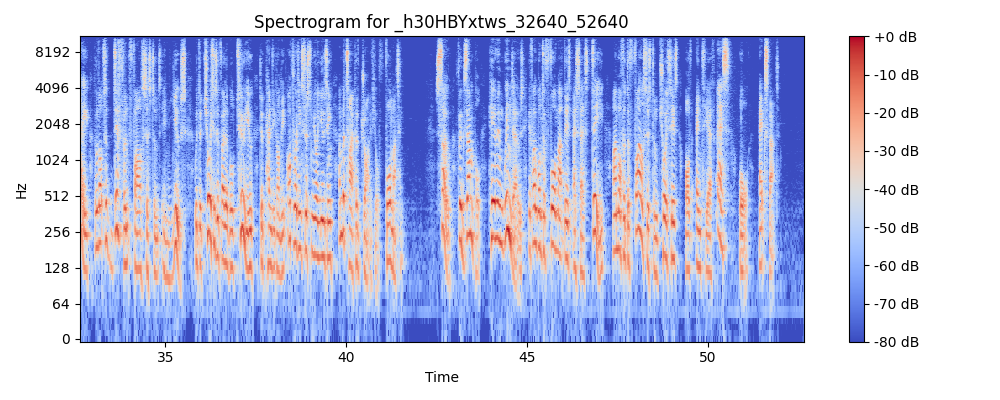 Spectrogram for _h30HBYxtws_32640_52640
Hz
8192
4096
2048
1024
512
256
128
64
0
35
40
45
50
Time
+0 dB
-10 dB
-20 dB
-30 dB
-40 dB
-50 dB
-60 dB
-70 dB
-80 dB